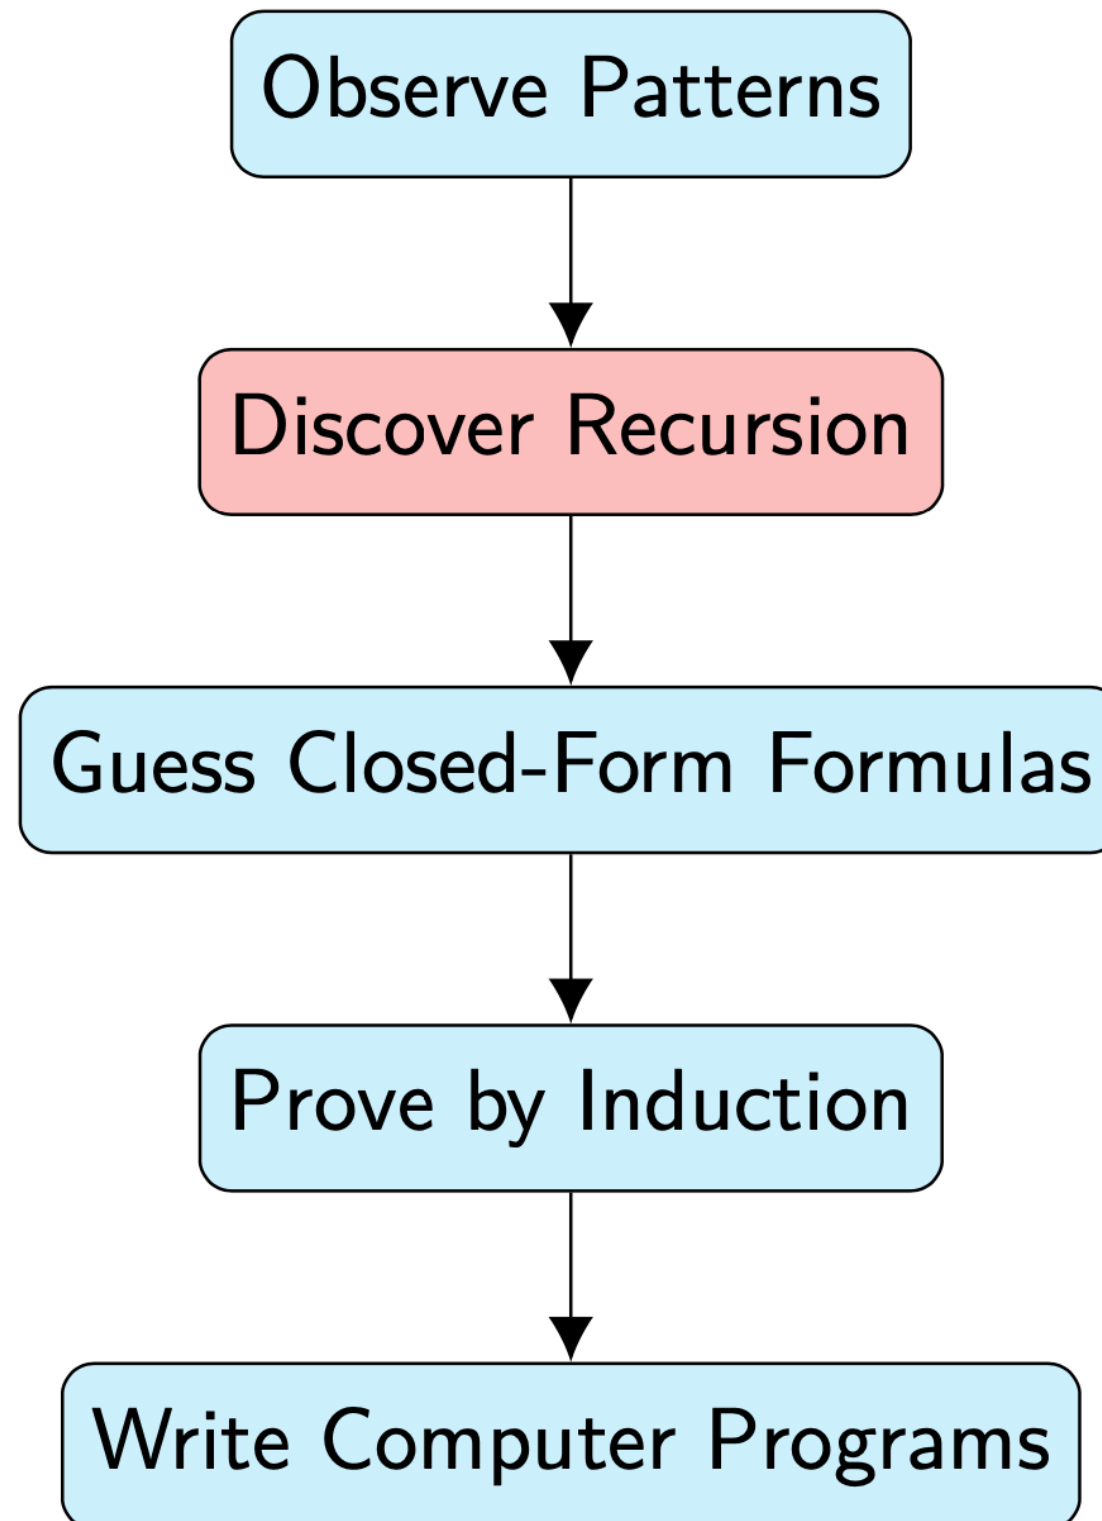 Observe Patterns
Discover Recursion
Guess Closed-Form Formulas
Prove by Induction
Write Computer Programs